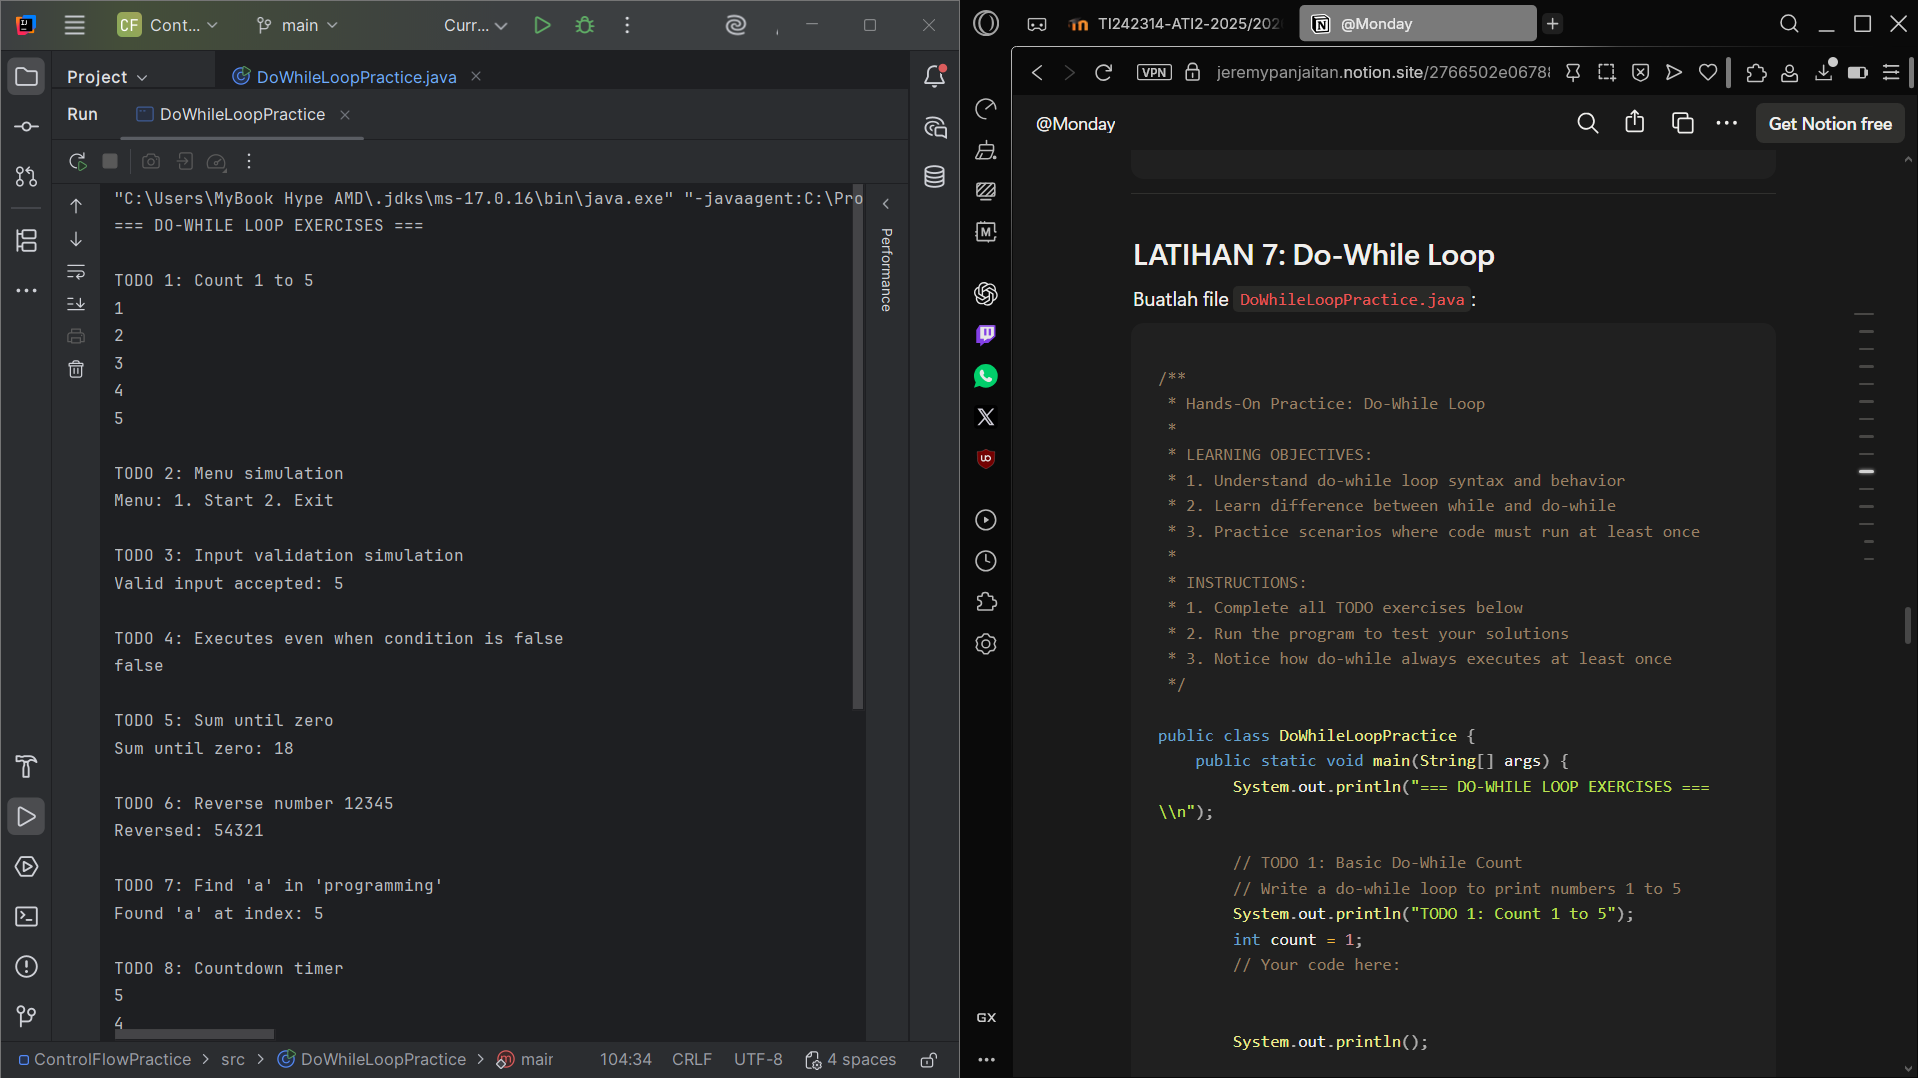 CF Cont...
main
Curr...
Project
DoWhileLoopPractice.java
Run
DoWhileLoopPractice
"C:\Users\MyBook Hype AMD\.jdks\ms-17.0.16\bin\java.exe" "-javaagent:C:\Pro
=== DO-WHILE LOOP EXERCISES ===
TODO 1: Count 1 to 5
1
2
3
4
5
TODO 2: Menu simulation
Menu: 1. Start 2. Exit
TODO 3: Input validation simulation
Valid input accepted: 5
TODO 4: Executes even when condition is false
false
TODO 5: Sum until zero
Sum until zero: 18
TODO 6: Reverse number 12345
Reversed: 54321
TODO 7: Find 'a' in 'programming'
Found 'a' at index: 5
TODO 8: Countdown timer
5
4
Performance
ControlFlowPractice > src > DoWhileLoopPractice > main
104:34 CRLF UTF-8 4 spaces
TI242314-ATI2-2025/202
@Monday
VPN
jeremypanjaitan.notion.site/2766502e0678
@Monday
Get Notion free
LATIHAN 7: Do-While Loop
Buatlah file DoWhileLoopPractice.java :
/**
* Hands-On Practice: Do-While Loop
*
* LEARNING OBJECTIVES:
* 1. Understand do-while loop syntax and behavior
* 2. Learn difference between while and do-while
* 3. Practice scenarios where code must run at least once
*
* INSTRUCTIONS:
* 1. Complete all TODO exercises below
* 2. Run the program to test your solutions
* 3. Notice how do-while always executes at least once
*/
public class DoWhileLoopPractice {
public static void main(String[] args) {
System.out.println("=== DO-WHILE LOOP EXERCISES ===
\\n");
// TODO 1: Basic Do-While Count
// Write a do-while loop to print numbers 1 to 5
System.out.println("TODO 1: Count 1 to 5");
int count = 1;
// Your code here:
System.out.println();
GX